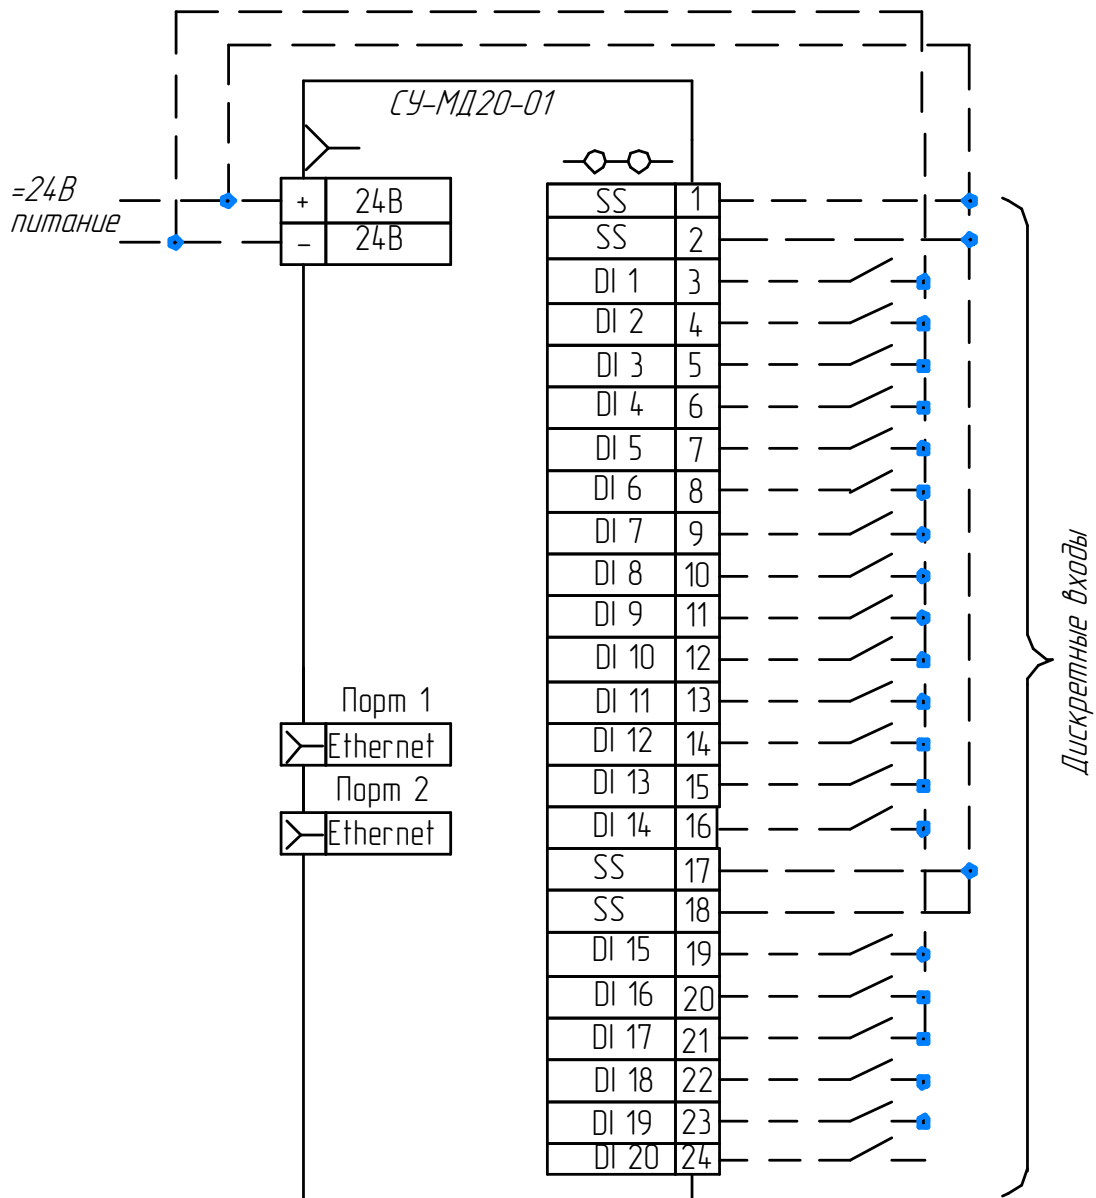 СУ-МД20-01
=24В
питание
+ 24В
– 24В
SS 1
SS 2
DI 1 3
DI 2 4
DI 3 5
DI 4 6
DI 5 7
DI 6 8
DI 7 9
DI 8 10
DI 9 11
DI 10 12
DI 11 13
DI 12 14
DI 13 15
DI 14 16
SS 17
SS 18
DI 15 19
DI 16 20
DI 17 21
DI 18 22
DI 19 23
DI 20 24
Порт 1
Ethernet
Порт 2
Ethernet
Дискретные входы